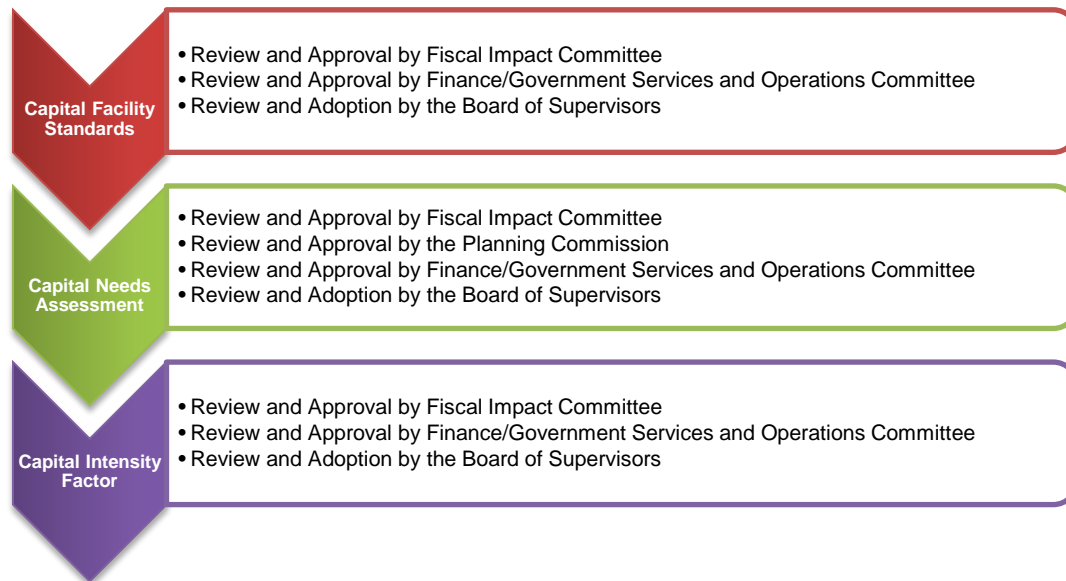 Capital Facility
Standards
• Review and Approval by Fiscal Impact Committee
• Review and Approval by Finance/Government Services and Operations Committee
• Review and Adoption by the Board of Supervisors
Capital Needs
Assessment
• Review and Approval by Fiscal Impact Committee
• Review and Approval by the Planning Commission
• Review and Approval by Finance/Government Services and Operations Committee
• Review and Adoption by the Board of Supervisors
Capital Intensity
Factor
• Review and Approval by Fiscal Impact Committee
• Review and Approval by Finance/Government Services and Operations Committee
• Review and Adoption by the Board of Supervisors